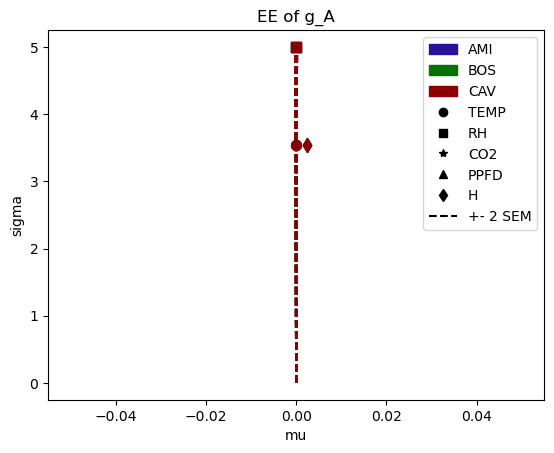 EE of g_A
5
4
3
2
1
0
sigma
−0.04
−0.02
0.00
0.02
0.04
mu
AMI
BOS
CAV
TEMP
RH
CO2
PPFD
H
+- 2 SEM